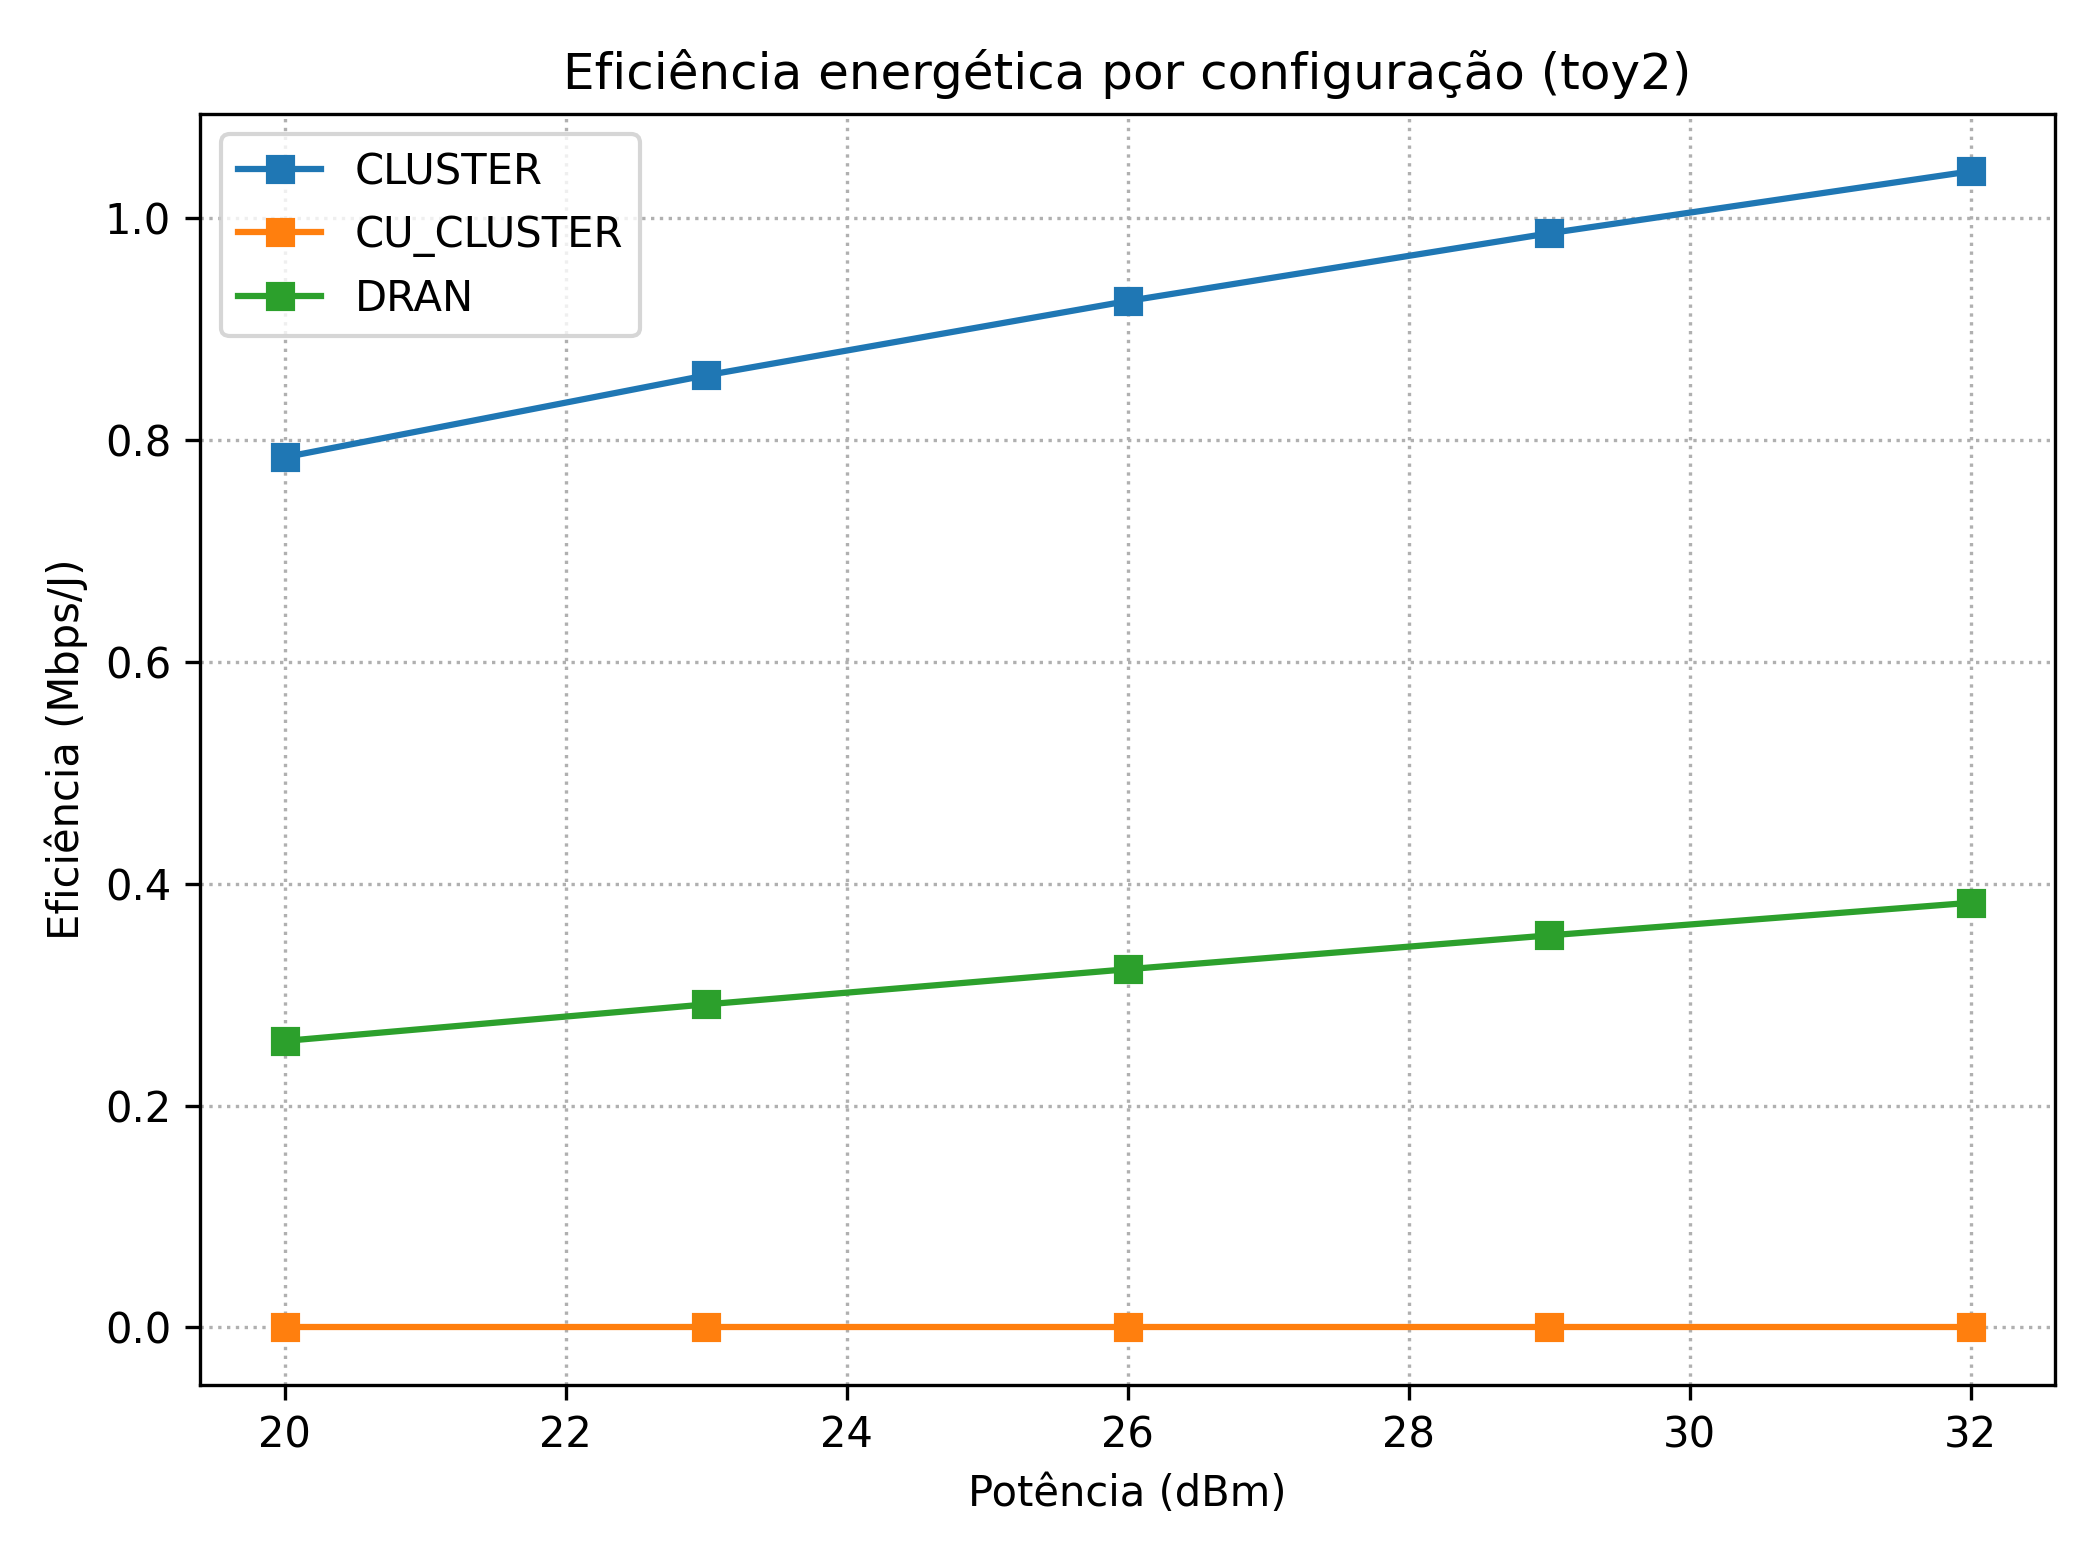 Eficiência energética por configuração (toy2)
CLUSTER
CU_CLUSTER
DRAN
Eficiência (Mbps/J)
1.0
0.8
0.6
0.4
0.2
0.0
20 22 24 26 28 30 32
Potência (dBm)